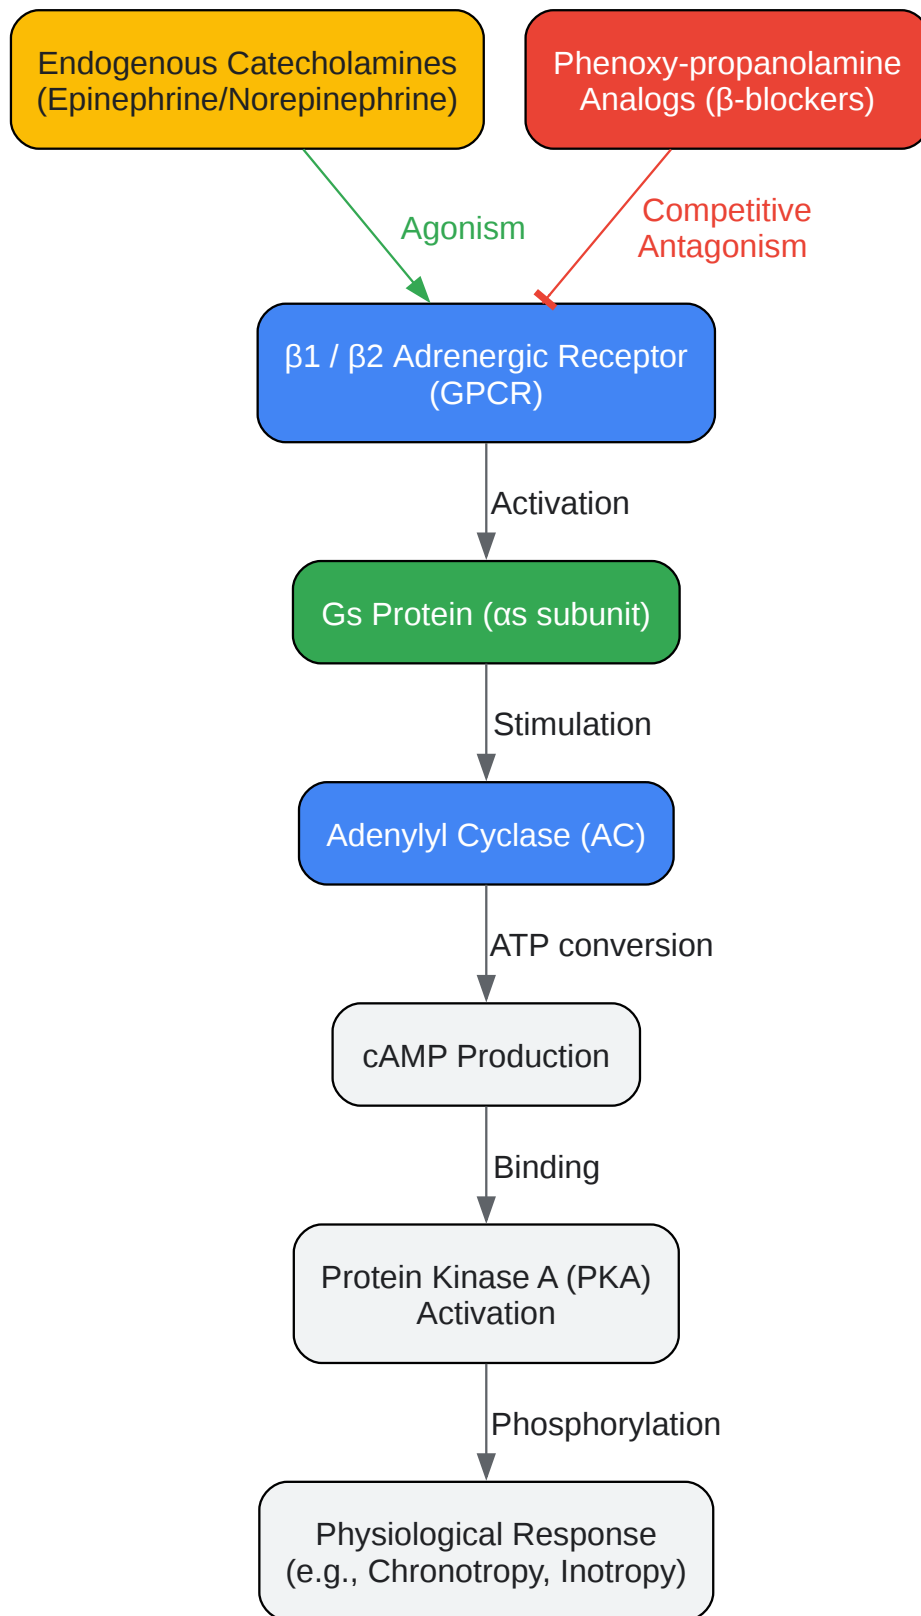 Endogenous Catecholamines
(Epinephrine/Norepinephrine)
Phenoxy-propanolamine
Analogs (β-blockers)
Agonism
Competitive
Antagonism
β1 / β2 Adrenergic Receptor
(GPCR)
Activation
Gs Protein (αs subunit)
Stimulation
Adenylyl Cyclase (AC)
ATP conversion
cAMP Production
Binding
Protein Kinase A (PKA)
Activation
Phosphorylation
Physiological Response
(e.g., Chronotropy, Inotropy)